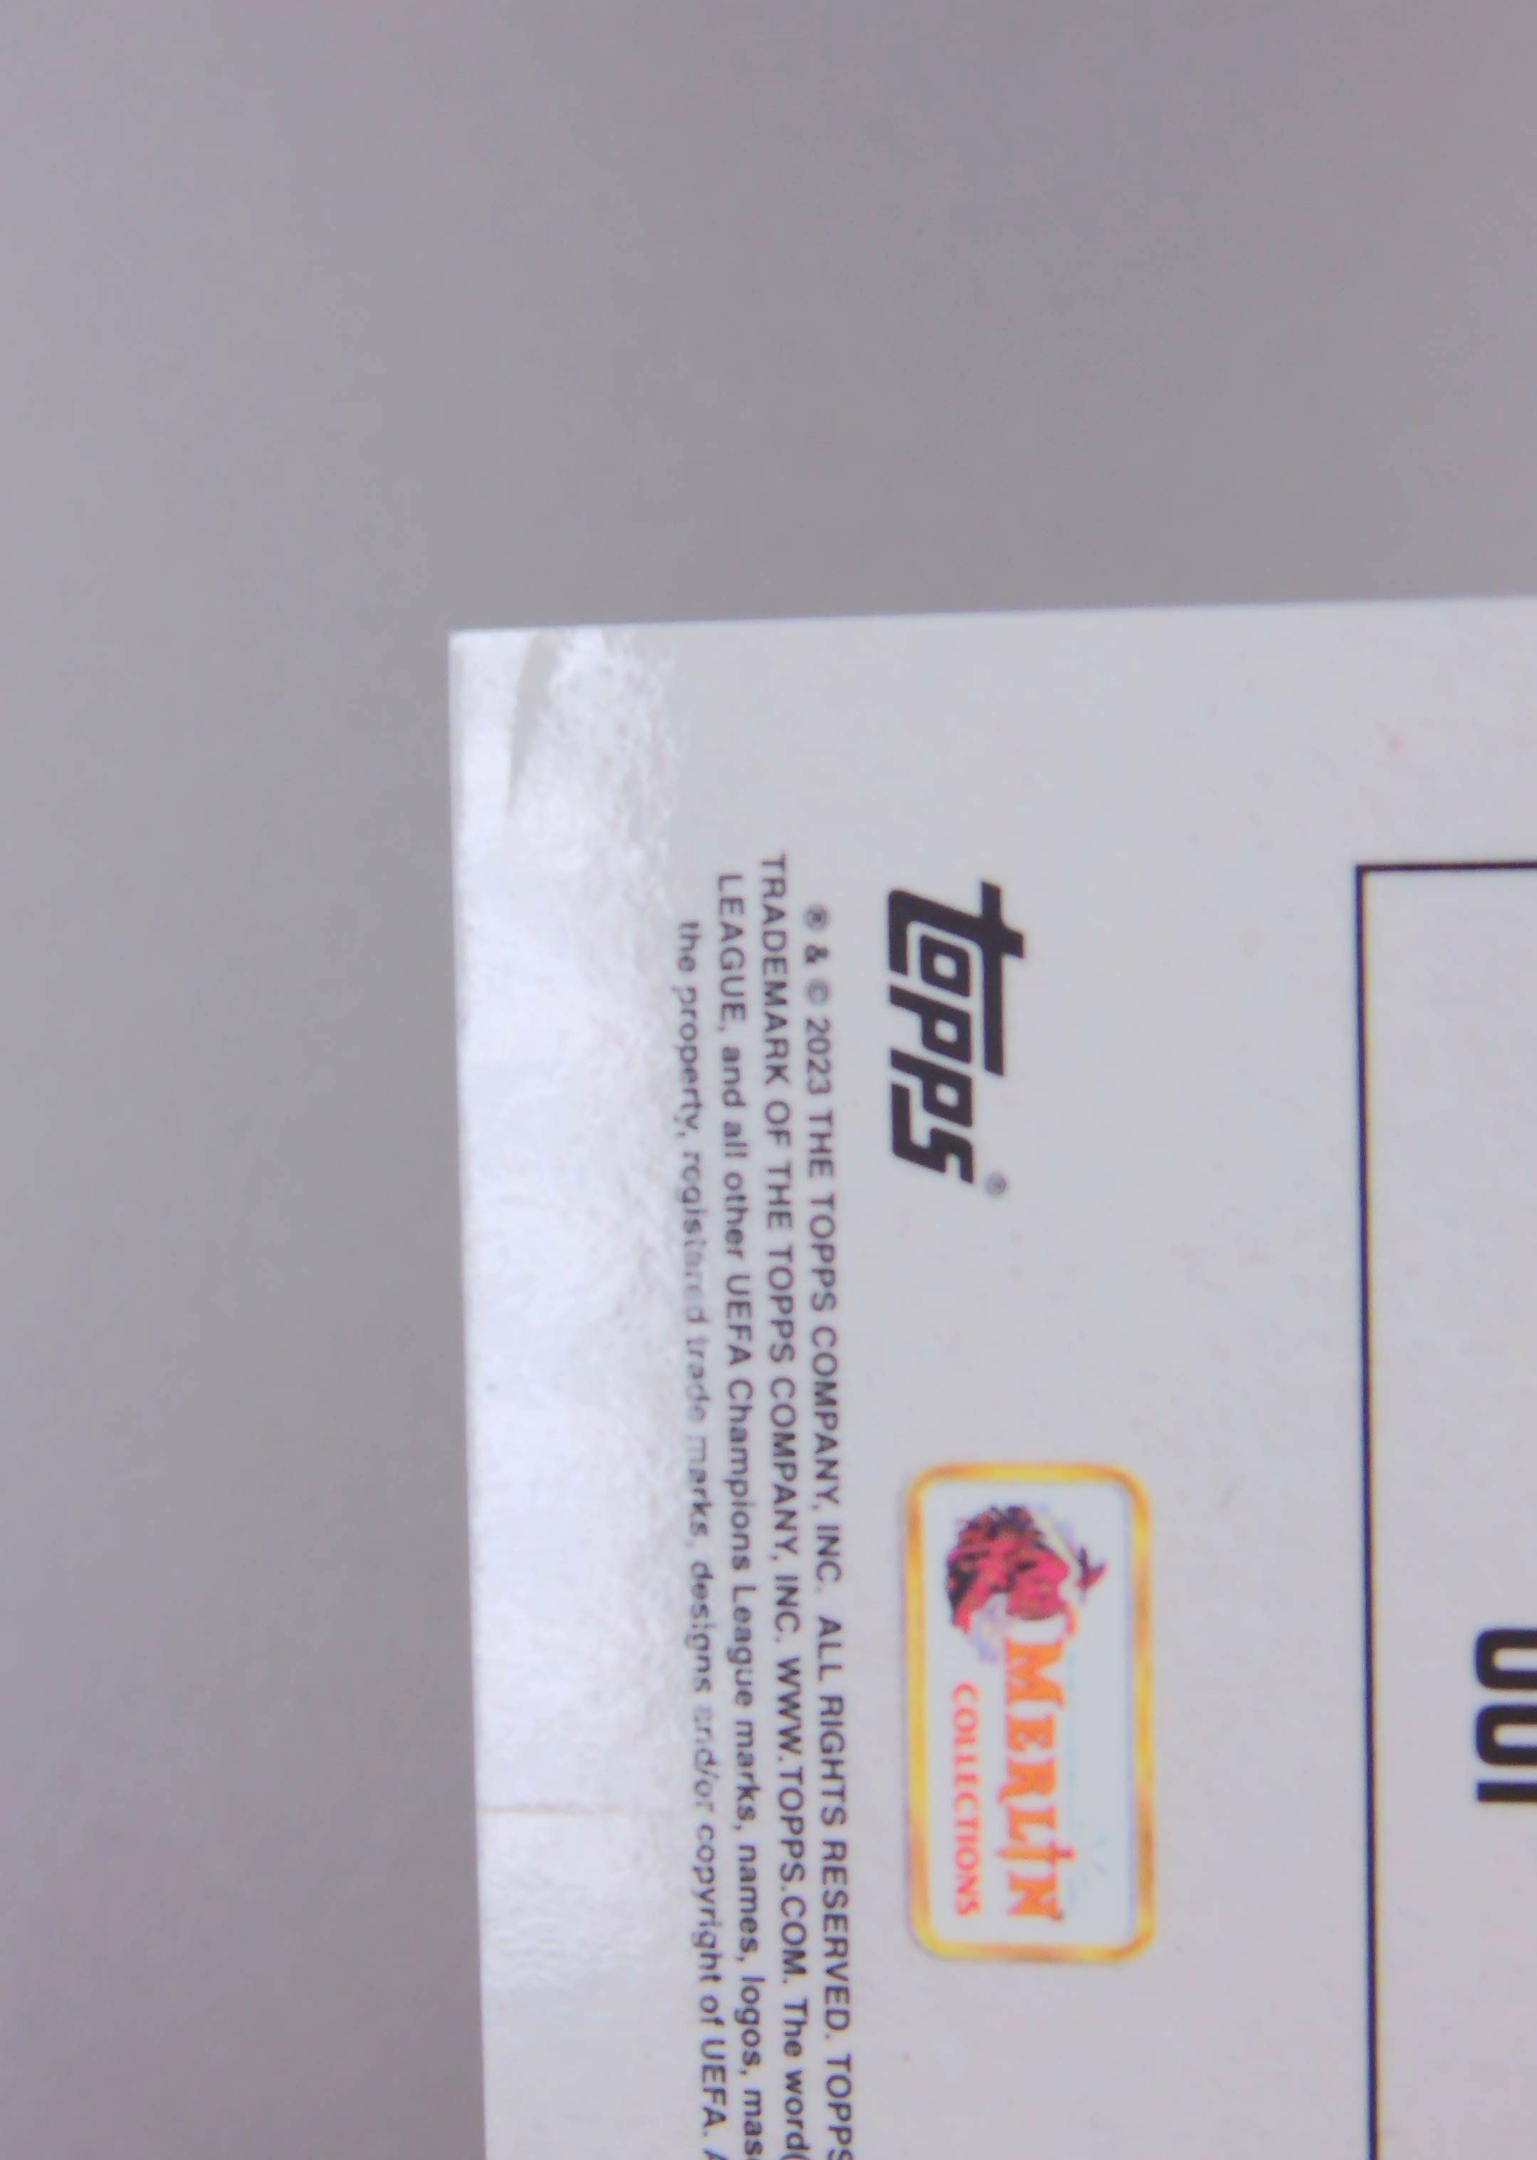 topps®
MERLIN
COLLECTIONS
® & © 2023 THE TOPPS COMPANY, INC. ALL RIGHTS RESERVED. TOPPS
TRADEMARK OF THE TOPPS COMPANY, INC. WWW.TOPPS.COM. The word(
LEAGUE, and all other UEFA Champions League marks, names, logos,
the property, registered trade marks, designs and/or copyright of UEFA. A